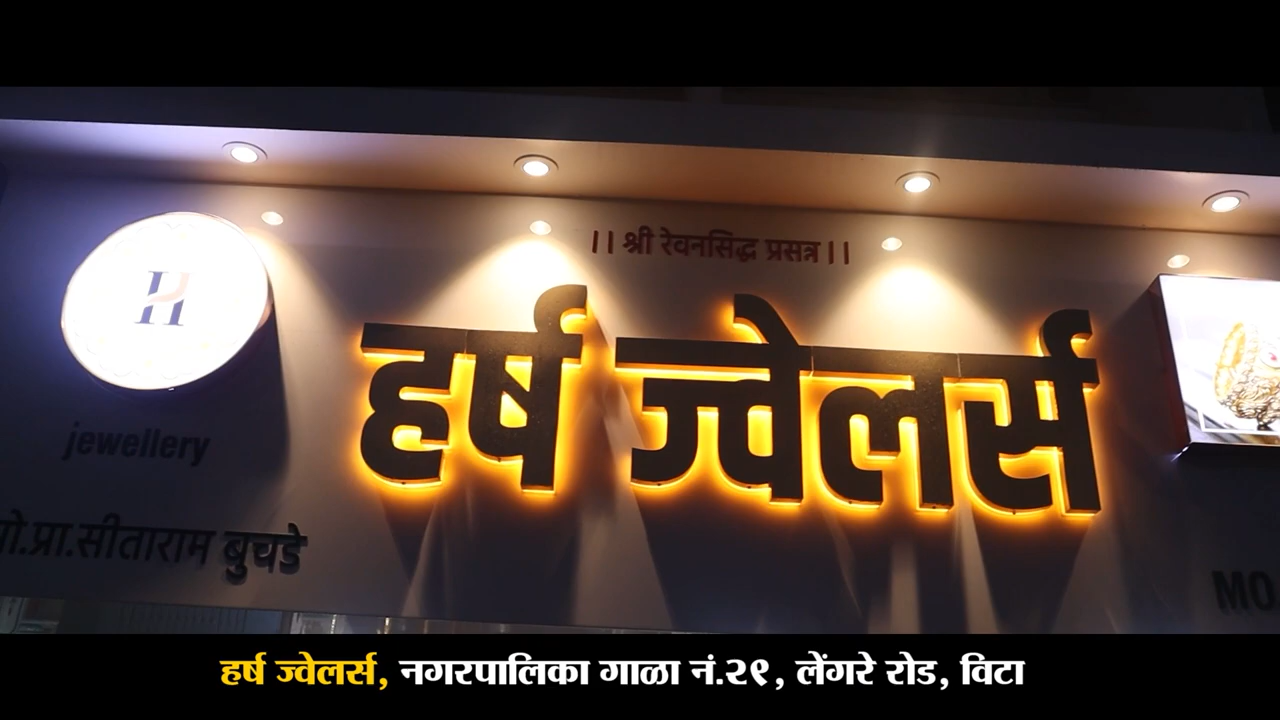 ।। श्री रेवनसिद्ध प्रसन्न ।।
H
हर्ष ज्वेलर्स
jewellery
प्रो.प्रा.सीताराम बुचडे
हर्ष ज्वेलर्स, नगरपालिका गाळा नं.२९, लेंगरे रोड, विटा